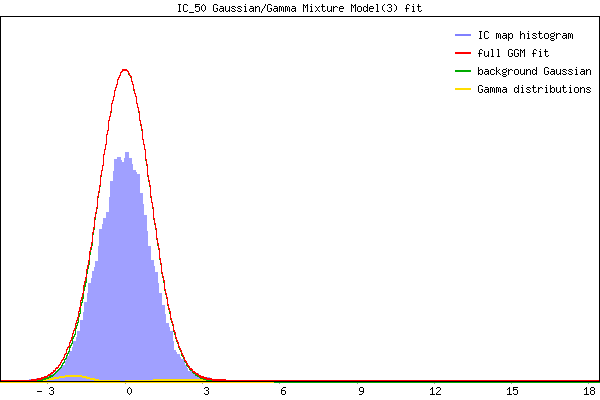 IC_50 Gaussian/Gamma Mixture Model(3) fit
IC map histogram
full GGM fit
background Gaussian
Gamma distributions
-3 0 3 6 9 12 15 18